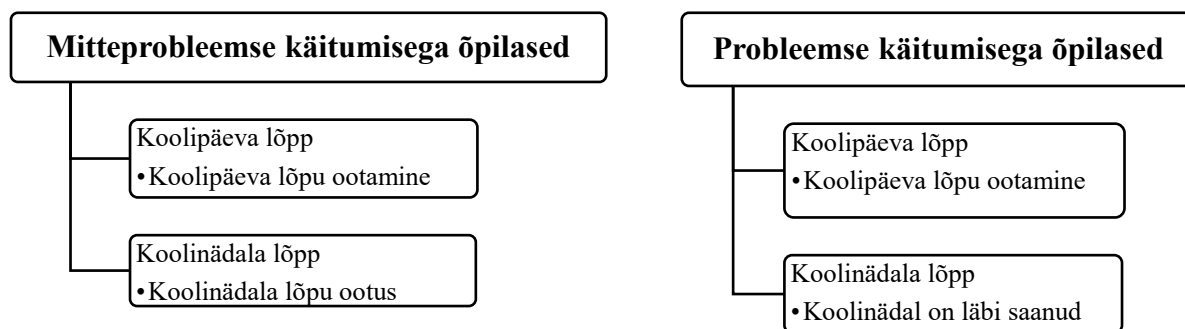 Mitteprobleemse käitumisega õpilased
Koolipäeva lõpp
•Koolipäeva lõpu ootamine
Koolinädala lõpp
•Koolinädala lõpu ootus
Probleemse käitumisega õpilased
Koolipäeva lõpp
•Koolipäeva lõpu ootamine
Koolinädala lõpp
•Koolinädal on läbi saanud